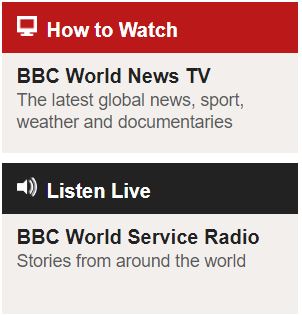 How to Watch
BBC World News TV
The latest global news, sport,
weather and documentaries
Listen Live
BBC World Service Radio
Stories from around the world